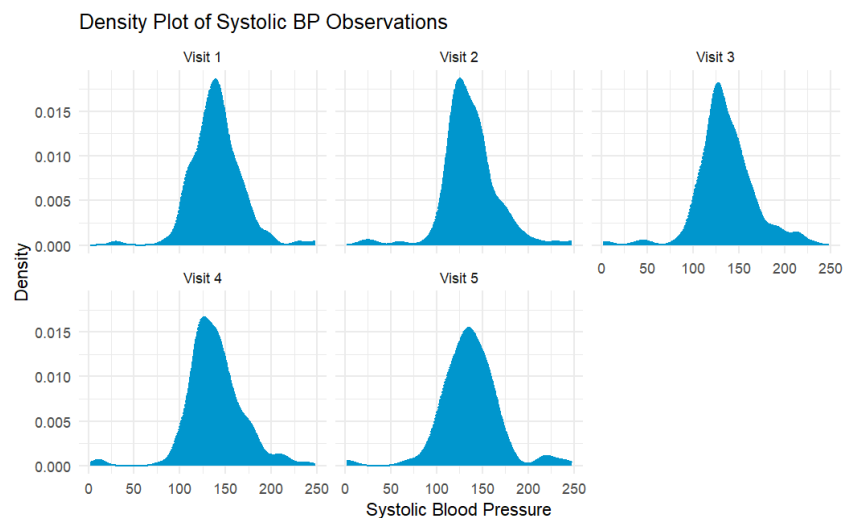 Density Plot of Systolic BP Observations
Visit 1 Visit 2 Visit 3
0.015
0.010
0.005
0.000
0 50 100 150 200 250
Density
Visit 4 Visit 5
0.015
0.010
0.005
0.000
0 50 100 150 200 250 0 50 100 150 200 250
Systolic Blood Pressure